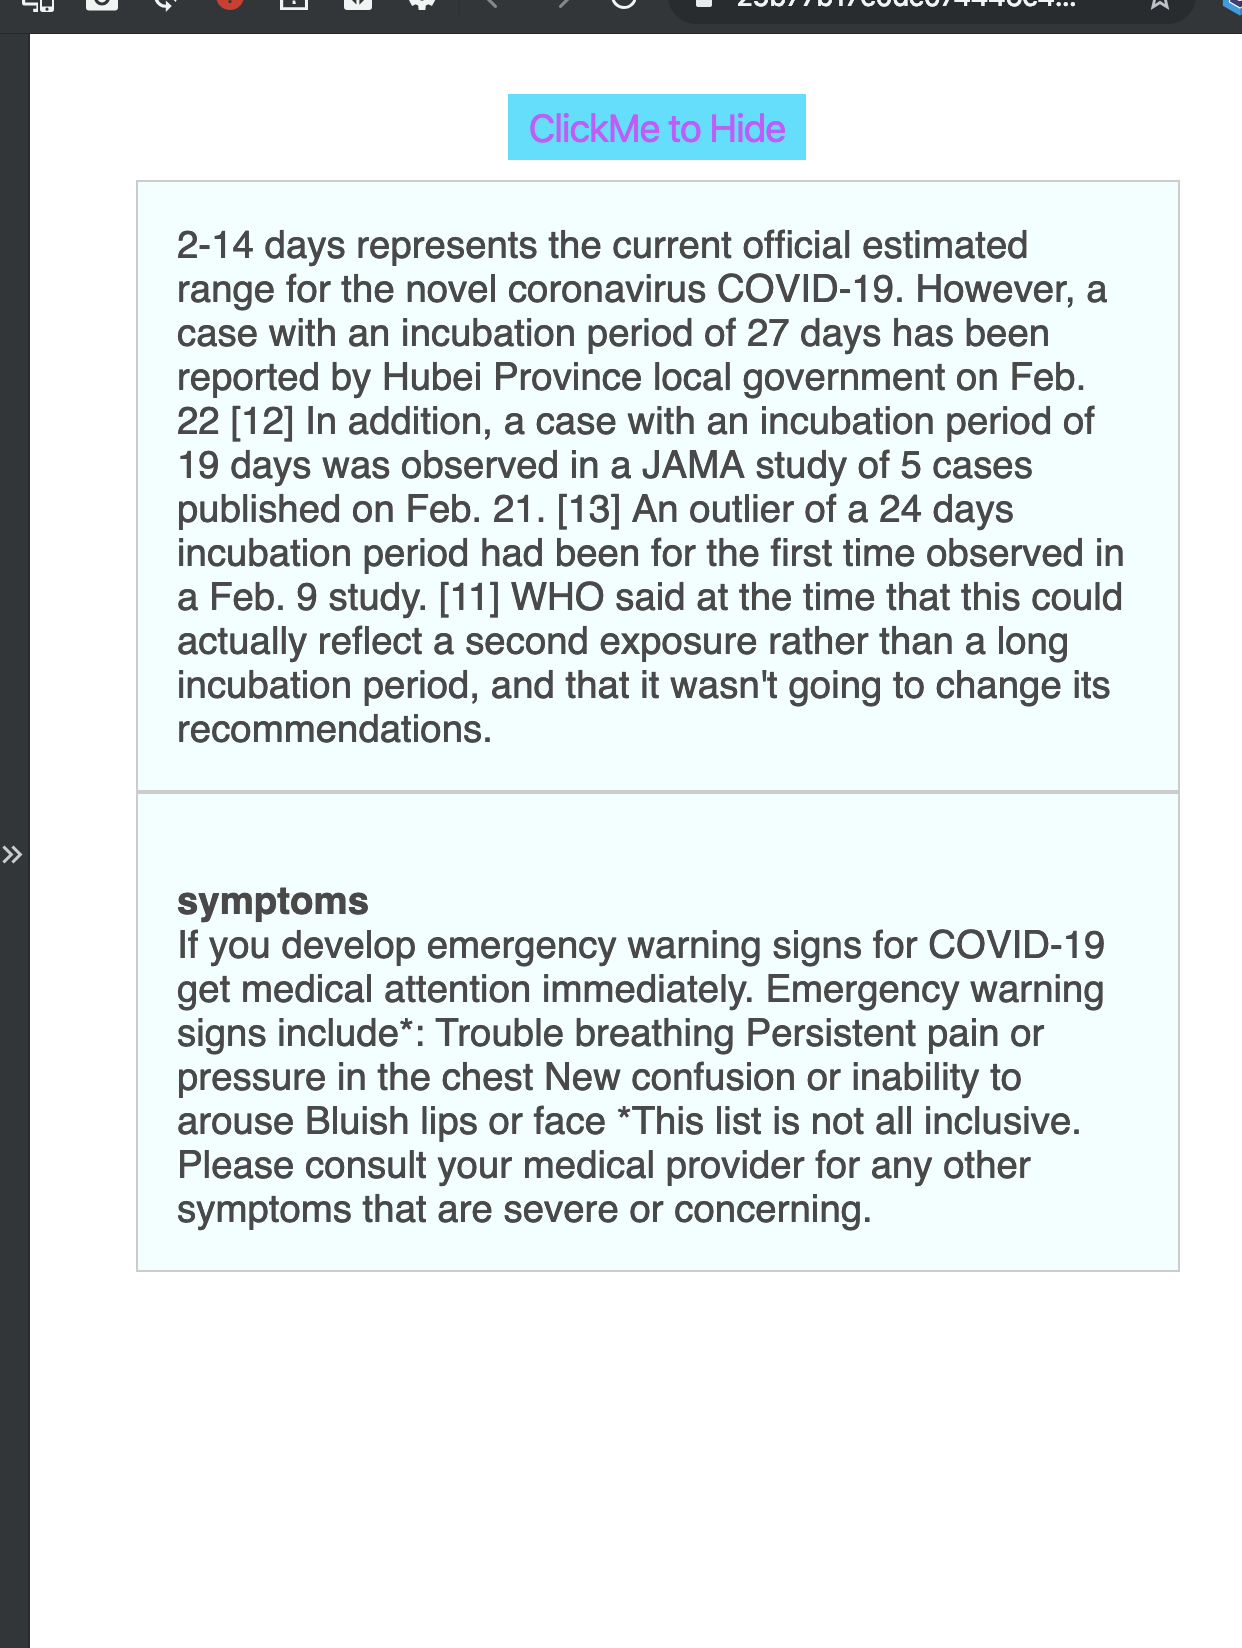 ClickMe to Hide
2-14 days represents the current official estimated
range for the novel coronavirus COVID-19. However, a
case with an incubation period of 27 days has been
reported by Hubei Province local government on Feb.
22 [12] In addition, a case with an incubation period of
19 days was observed in a JAMA study of 5 cases
published on Feb. 21. [13] An outlier of a 24 days
incubation period had been for the first time observed in
a Feb. 9 study. [11] WHO said at the time that this could
actually reflect a second exposure rather than a long
incubation period, and that it wasn't going to change its
recommendations.
symptoms
If you develop emergency warning signs for COVID-19
get medical attention immediately. Emergency warning
signs include*: Trouble breathing Persistent pain or
pressure in the chest New confusion or inability to
arouse Bluish lips or face *This list is not all inclusive.
Please consult your medical provider for any other
symptoms that are severe or concerning.